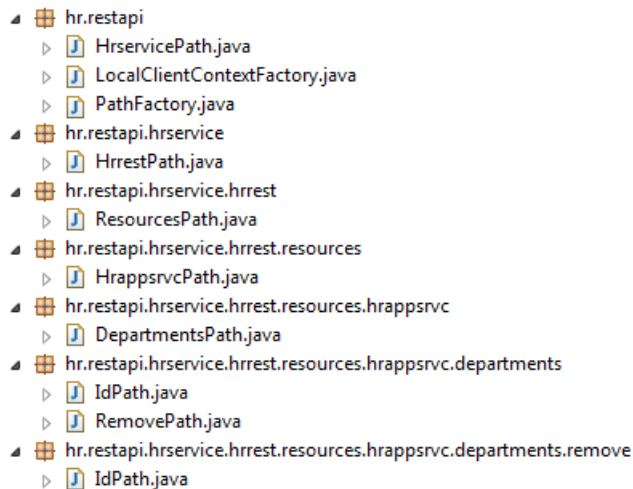 hr.restapi
HrservicePath.java
LocalClientContextFactory.java
PathFactory.java
hr.restapi.hrservice
HrrestPath.java
hr.restapi.hrservice.hrrest
ResourcesPath.java
hr.restapi.hrservice.hrrest.resources
HrappsrvcPath.java
hr.restapi.hrservice.hrrest.resources.hrappsrvc
DepartmentsPath.java
hr.restapi.hrservice.hrrest.resources.hrappsrvc.departments
IdPath.java
RemovePath.java
hr.restapi.hrservice.hrrest.resources.hrappsrvc.departments.remove
IdPath.java